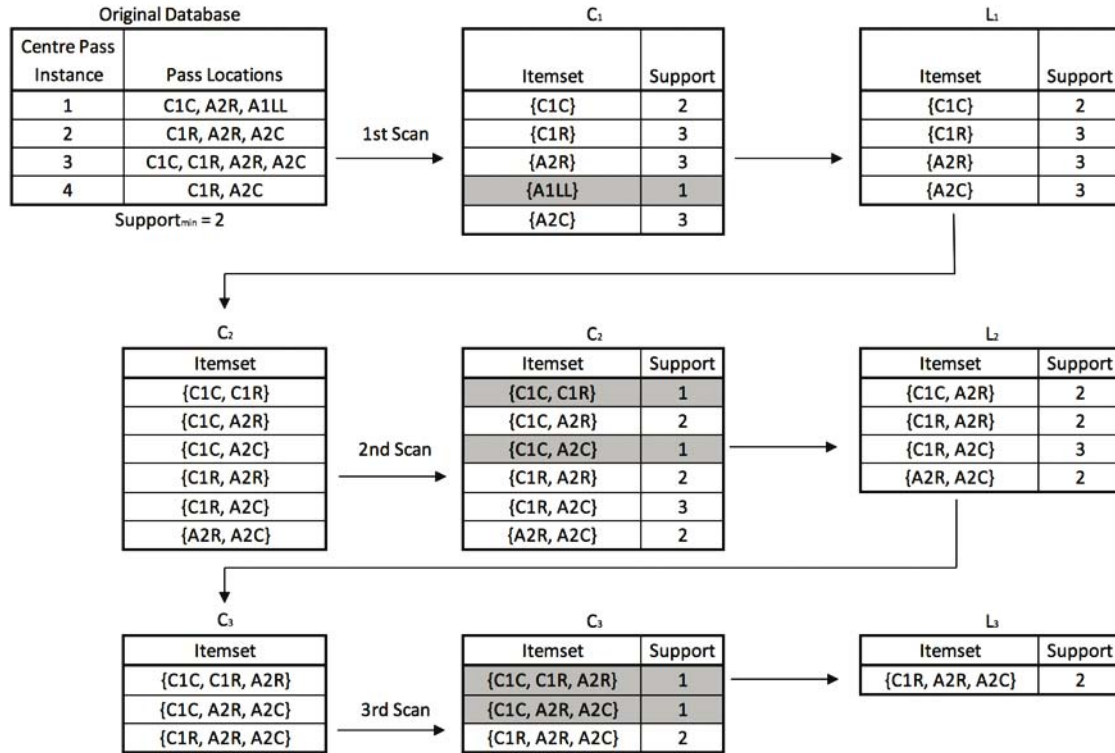 Original Database
Centre Pass Instance Pass Locations
1 C1C, A2R, A1LL
2 C1R, A2R, A2C
3 C1C, C1R, A2R, A2C
4 C1R, A2C
Supportmin = 2
1st Scan
C1
Itemset Support
{C1C} 2
{C1R} 3
{A2R} 3
{A1LL} 1
{A2C} 3
L1
Itemset Support
{C1C} 2
{C1R} 3
{A2R} 3
{A2C} 3
C2
Itemset
{C1C, C1R}
{C1C, A2R}
{C1C, A2C}
{C1R, A2R}
{C1R, A2C}
{A2R, A2C}
2nd Scan
C2
Itemset Support
{C1C, C1R} 1
{C1C, A2R} 2
{C1C, A2C} 1
{C1R, A2R} 2
{C1R, A2C} 3
{A2R, A2C} 2
L2
Itemset Support
{C1C, A2R} 2
{C1R, A2R} 2
{C1R, A2C} 3
{A2R, A2C} 2
C3
Itemset
{C1C, C1R, A2R}
{C1C, A2R, A2C}
{C1R, A2R, A2C}
3rd Scan
C3
Itemset Support
{C1C, C1R, A2R} 1
{C1C, A2R, A2C} 1
{C1R, A2R, A2C} 2
L3
Itemset Support
{C1R, A2R, A2C} 2